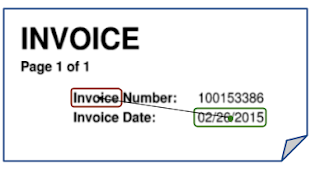 INVOICE
Page 1 of 1
Invoice Number: 100153386
Invoice Date: 02/26/2015